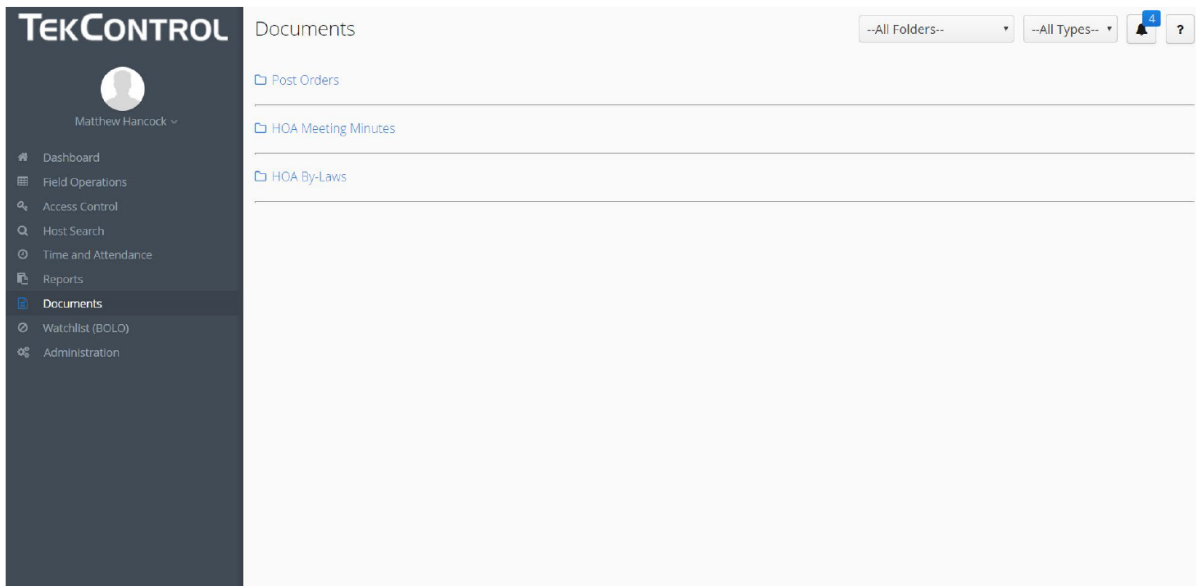 TEKCONTROL
Matthew Hancock
Dashboard
Field Operations
Access Control
Host Search
Time and Attendance
Reports
Documents
Watchlist (BOLO)
Administration
Documents
--All Folders--
--All Types--
4
?
Post Orders
HOA Meeting Minutes
HOA By-Laws